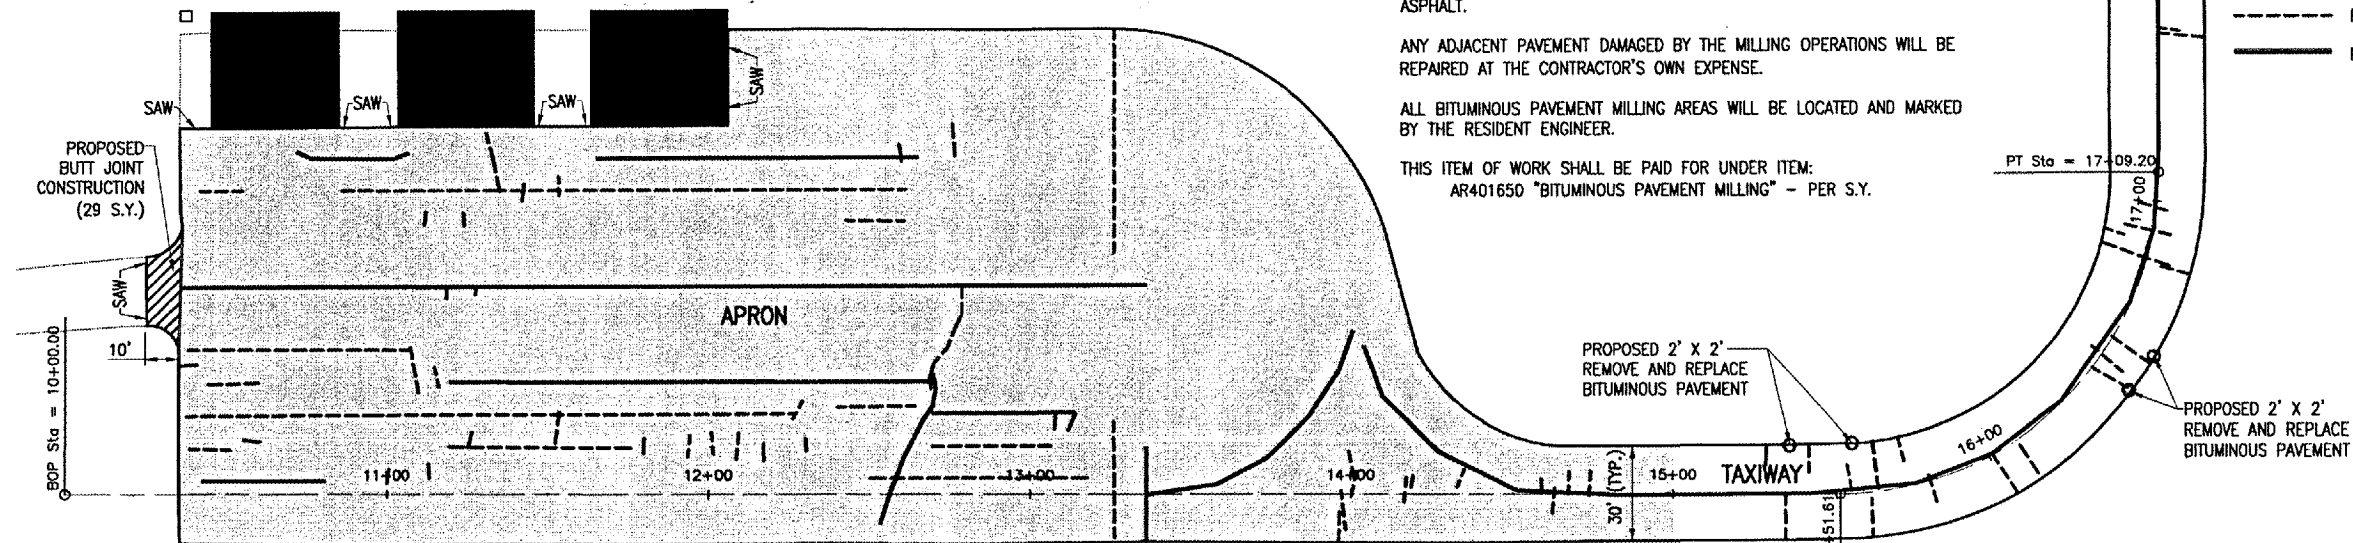 ASPHALT.
ANY ADJACENT PAVEMENT DAMAGED BY THE MILLING OPERATIONS WILL BE
REPAIRED AT THE CONTRACTOR'S OWN EXPENSE.
ALL BITUMINOUS PAVEMENT MILLING AREAS WILL BE LOCATED AND MARKED
BY THE RESIDENT ENGINEER.
THIS ITEM OF WORK SHALL BE PAID FOR UNDER ITEM:
AR401650 "BITUMINOUS PAVEMENT MILLING" - PER S.Y.
SAW
SAW
SAW
SAW
PROPOSED
BUTT JOINT
CONSTRUCTION
(29 S.Y.)
SAW
10'
BOP Sta = 10+00.00
APRON
11+00
12+00
13+00
14+00
15+00
TAXIWAY
30' (TYP.)
16+00
17+00
PT Sta = 17+09.20
PROPOSED 2' X 2'
REMOVE AND REPLACE
BITUMINOUS PAVEMENT
PROPOSED 2' X 2'
REMOVE AND REPLACE
BITUMINOUS PAVEMENT
+51.61